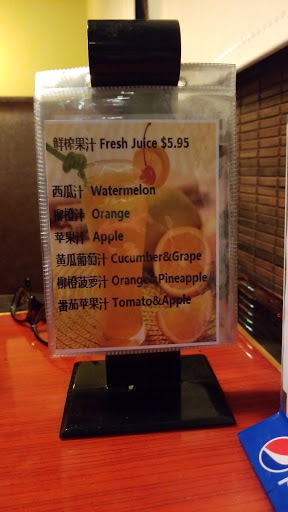 鲜榨果汁 Fresh Juice $5.95
西瓜汁 Watermelon
柳橙汁 Orange
苹果汁 Apple
黄瓜葡萄汁 Cucumber&Grape
柳橙菠萝汁 Orange&Pineapple
番茄苹果汁 Tomato&Apple